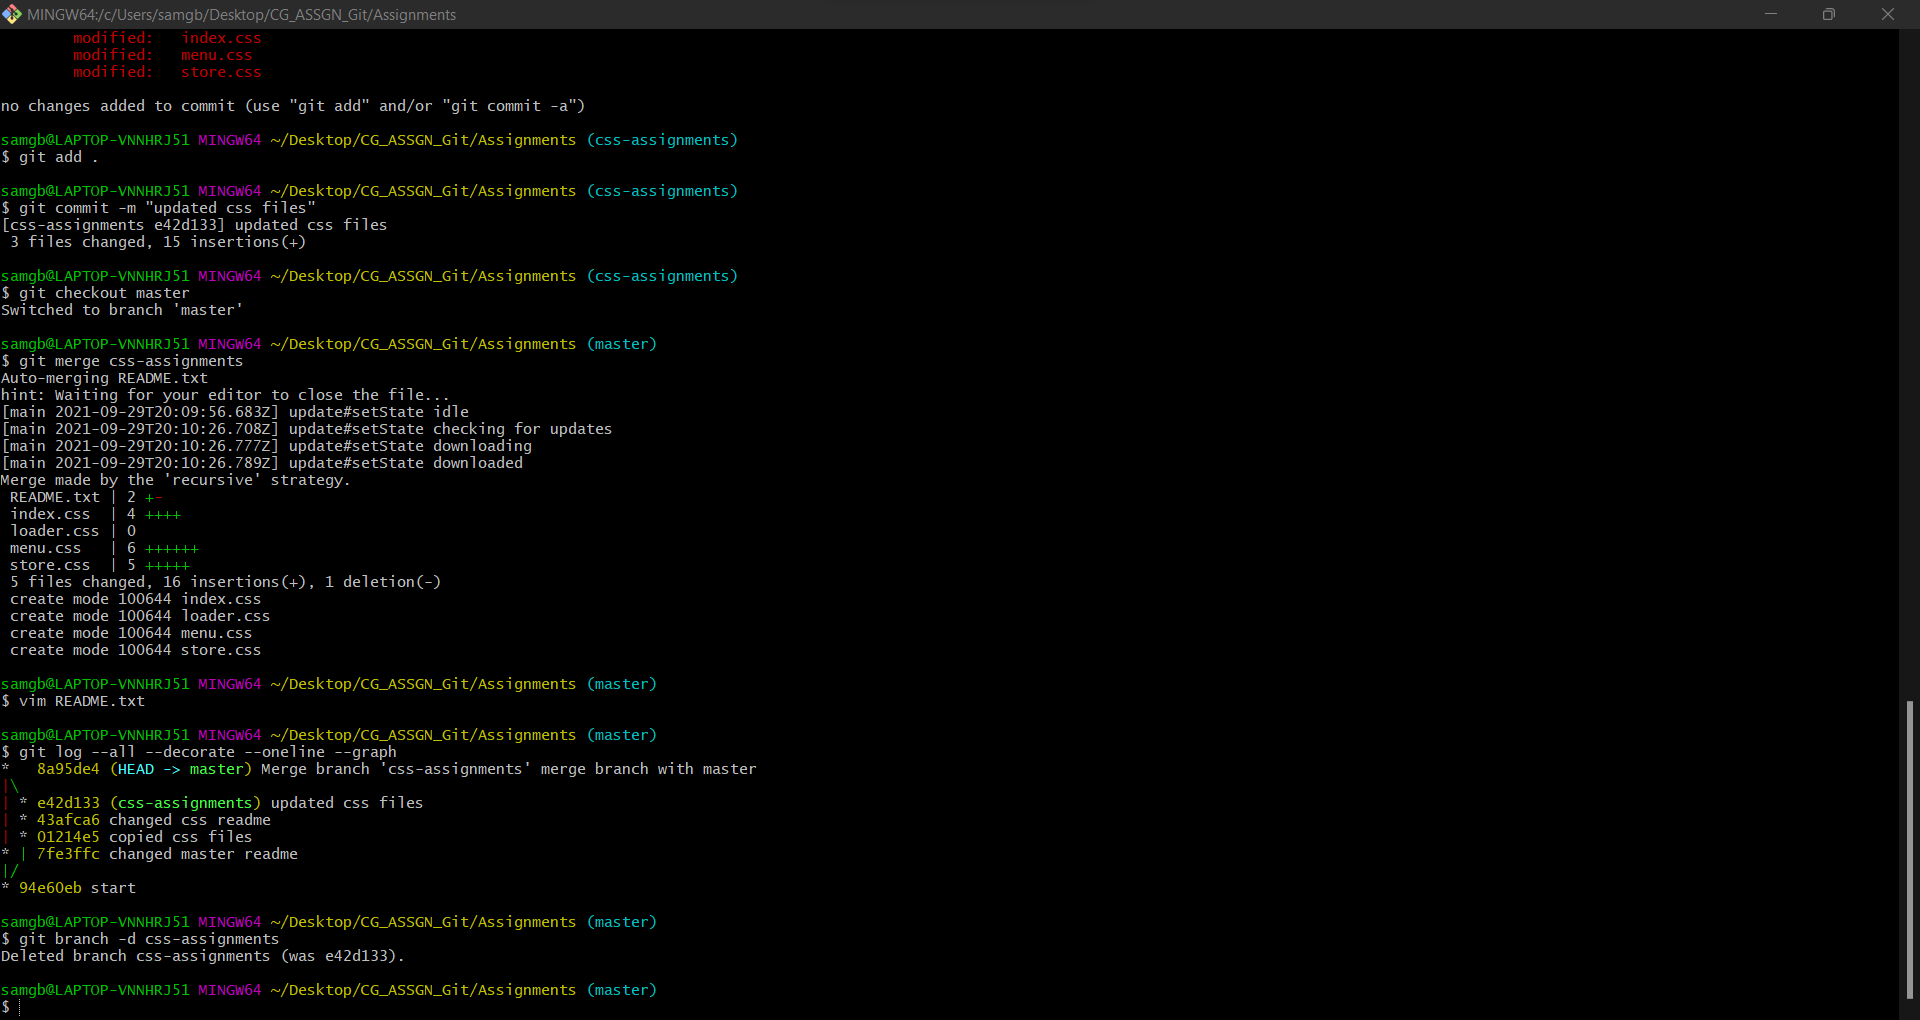 MINGW64:/c/Users/samgb/Desktop/CG_ASSGN_Git/Assignments
modified:   index.css
modified:   menu.css
modified:   store.css
no changes added to commit (use "git add" and/or "git commit -a")
samgb@LAPTOP-VNNHRJ51 MINGW64 ~/Desktop/CG_ASSGN_Git/Assignments (css-assignments)
$ git add .
samgb@LAPTOP-VNNHRJ51 MINGW64 ~/Desktop/CG_ASSGN_Git/Assignments (css-assignments)
$ git commit -m "updated css files"
[css-assignments e42d133] updated css files
 3 files changed, 15 insertions(+)
samgb@LAPTOP-VNNHRJ51 MINGW64 ~/Desktop/CG_ASSGN_Git/Assignments (css-assignments)
$ git checkout master
Switched to branch 'master'
samgb@LAPTOP-VNNHRJ51 MINGW64 ~/Desktop/CG_ASSGN_Git/Assignments (master)
$ git merge css-assignments
Auto-merging README.txt
hint: Waiting for your editor to close the file...
[main 2021-09-29T20:09:56.683Z] update#setState idle
[main 2021-09-29T20:10:26.708Z] update#setState checking for updates
[main 2021-09-29T20:10:26.777Z] update#setState downloading
[main 2021-09-29T20:10:26.789Z] update#setState downloaded
Merge made by the 'recursive' strategy.
 README.txt | 2 +-
 index.css  | 4 ++++
 loader.css | 0
 menu.css   | 6 ++++++
 store.css  | 5 +++++
 5 files changed, 16 insertions(+), 1 deletion(-)
 create mode 100644 index.css
 create mode 100644 loader.css
 create mode 100644 menu.css
 create mode 100644 store.css
samgb@LAPTOP-VNNHRJ51 MINGW64 ~/Desktop/CG_ASSGN_Git/Assignments (master)
$ vim README.txt
samgb@LAPTOP-VNNHRJ51 MINGW64 ~/Desktop/CG_ASSGN_Git/Assignments (master)
$ git log --all --decorate --oneline --graph
*   8a95de4 (HEAD -> master) Merge branch 'css-assignments' merge branch with master
|\
| * e42d133 (css-assignments) updated css files
| * 43afca6 changed css readme
| * 01214e5 copied css files
* | 7fe3ffc changed master readme
|/
* 94e60eb start
samgb@LAPTOP-VNNHRJ51 MINGW64 ~/Desktop/CG_ASSGN_Git/Assignments (master)
$ git branch -d css-assignments
Deleted branch css-assignments (was e42d133).
samgb@LAPTOP-VNNHRJ51 MINGW64 ~/Desktop/CG_ASSGN_Git/Assignments (master)
$